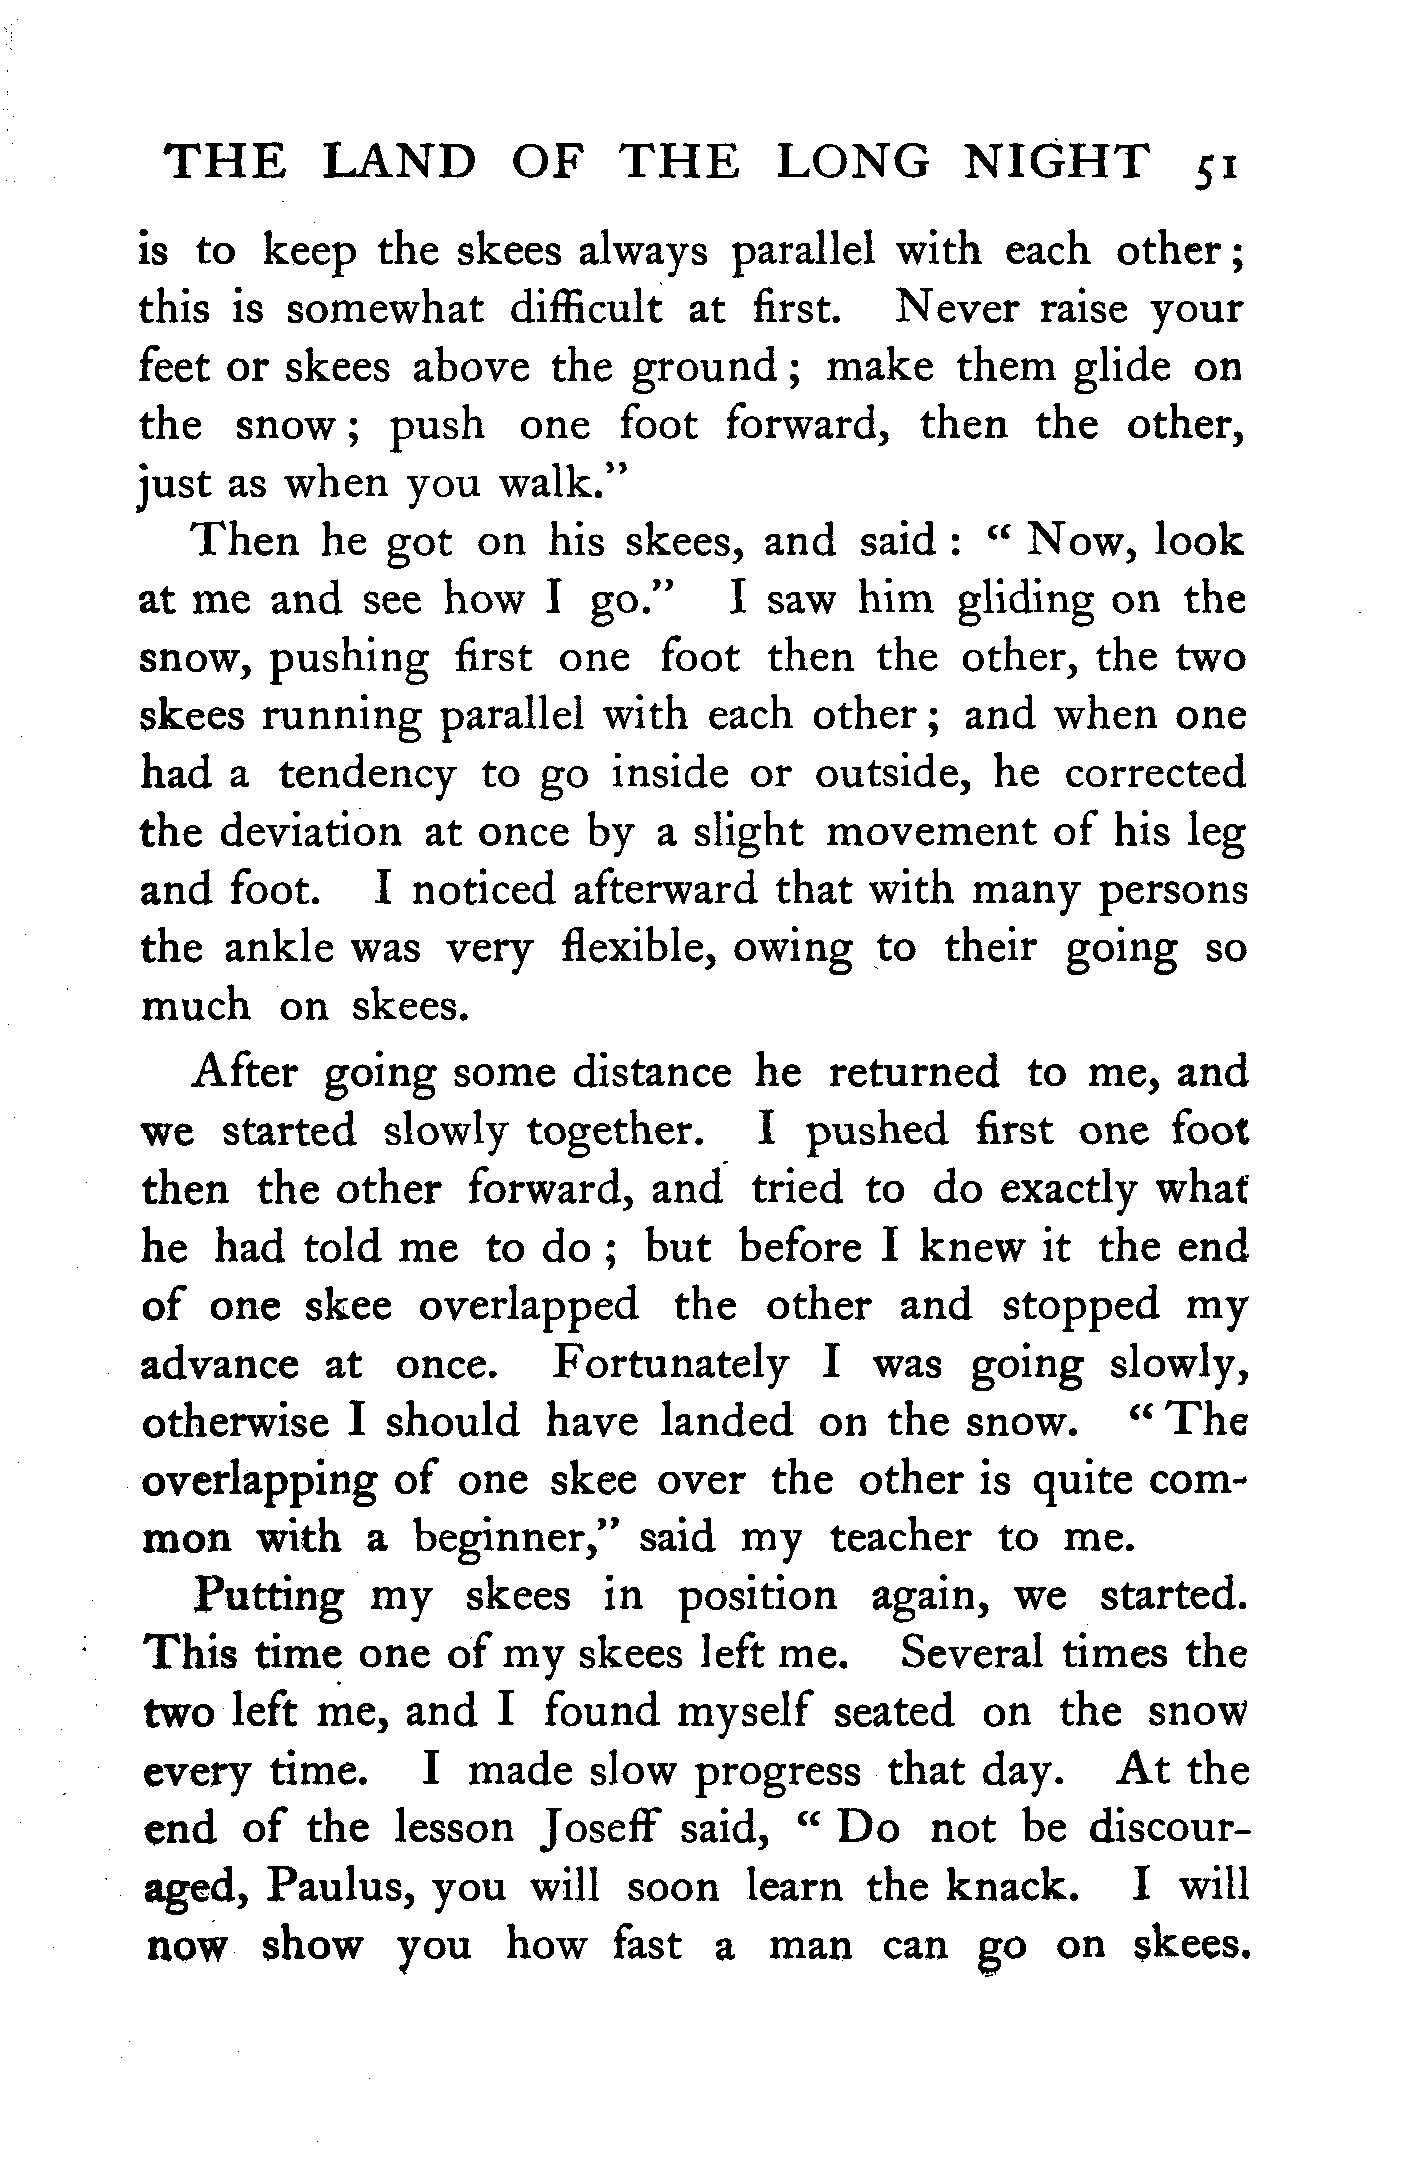 THE LAND OF THE LONG NIGHT 51
is to keep the skees always parallel with each other;
this is somewhat difficult at first. Never raise your
feet or skees above the ground; make them glide on
the snow; push one foot forward, then the other,
just as when you walk."
Then he got on his skees, and said: "Now, look
at me and see how I go." I saw him gliding on the
snow, pushing first one foot then the other, the two
skees running parallel with each other; and when one
had a tendency to go inside or outside, he corrected
the deviation at once by a slight movement of his leg
and foot. I noticed afterward that with many persons
the ankle was very flexible, owing to their going so
much on skees.
After going some distance he returned to me, and
we started slowly together. I pushed first one foot
then the other forward, and tried to do exactly what
he had told me to do; but before I knew it the end
of one skee overlapped the other and stopped my
advance at once. Fortunately I was going slowly,
otherwise I should have landed on the snow. "The
overlapping of one skee over the other is quite com-
mon with a beginner," said my teacher to me.
Putting my skees in position again, we started.
This time one of my skees left me. Several times the
two left me, and I found myself seated on the snow
every time. I made slow progress that day. At the
end of the lesson Joseff said, "Do not be discour-
aged, Paulus, you will soon learn the knack. I will
now show you how fast a man can go on skees.